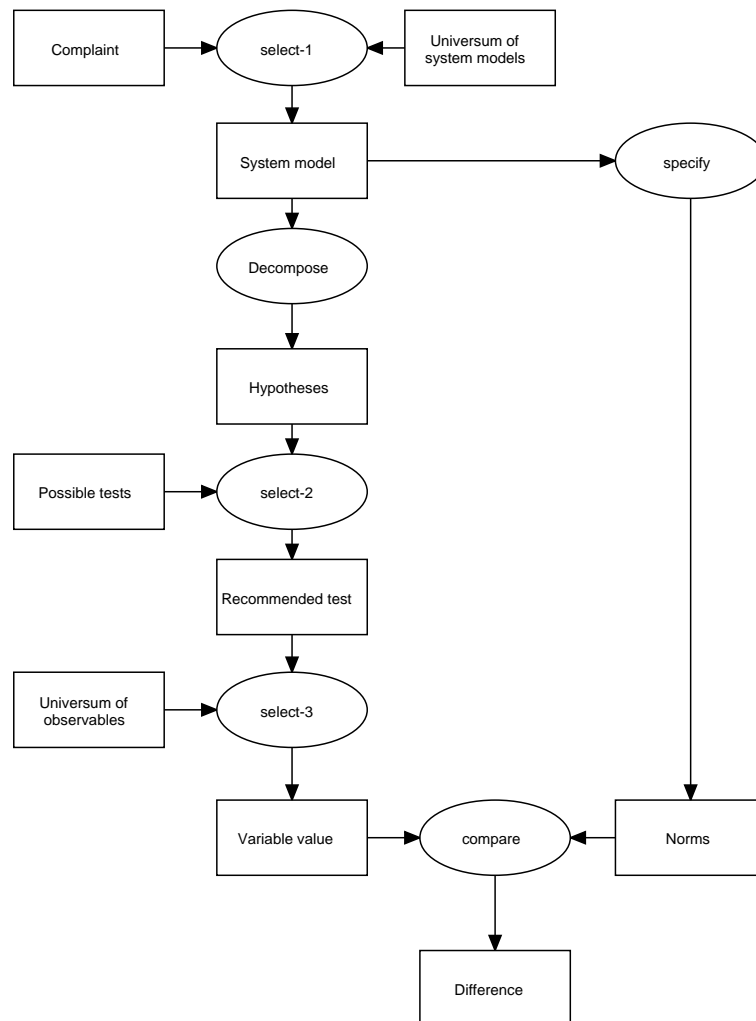 Complaint
select-1
Universum of
system models
System model
specify
Decompose
Hypotheses
Possible tests
select-2
Recommended test
Universum of
observables
select-3
Variable value
compare
Norms
Difference